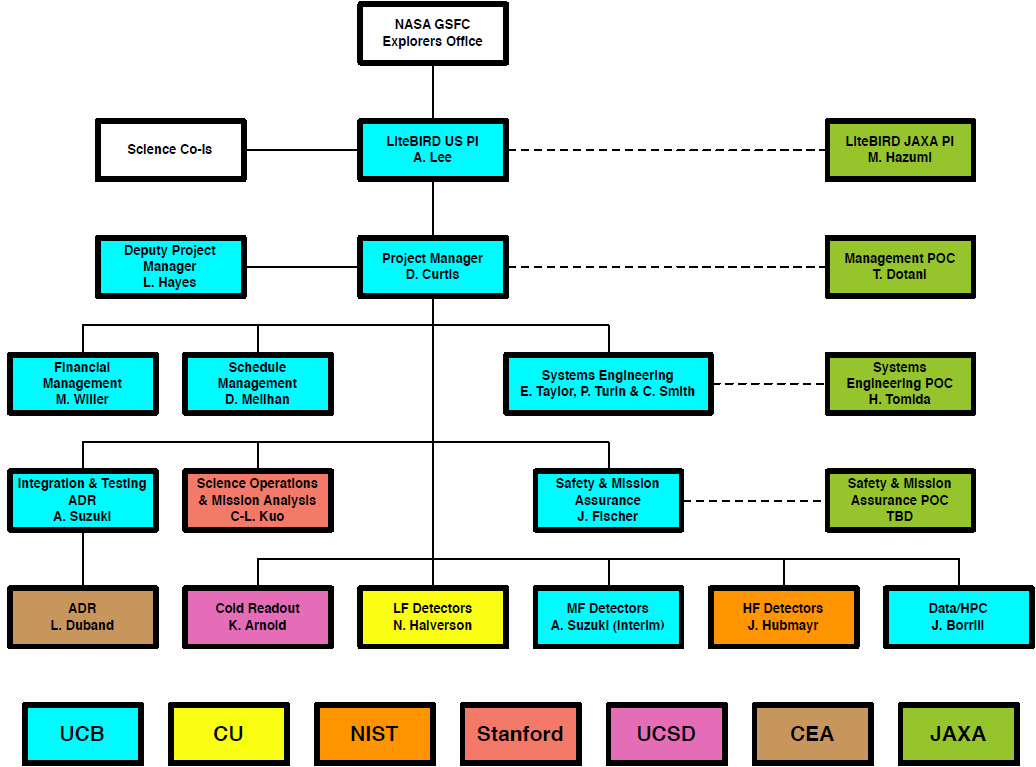 NASA GSFC
Explorers Office
Science Co-Is
LiteBIRD US PI
A. Lee
LiteBIRD JAXA PI
M. Hazumi
Deputy Project
Manager
L. Hayes
Project Manager
D. Curtis
Management POC
T. Dotani
Financial
Management
M. Willer
Schedule
Management
D. Meilhan
Systems Engineering
E. Taylor, P. Turin & C. Smith
Systems
Engineering POC
H. Tomida
Integration & Testing
ADR
A. Suzuki
Science Operations
& Mission Analysis
C-L. Kuo
Safety & Mission
Assurance
J. Fischer
Safety & Mission
Assurance POC
TBD
ADR
L. Duband
Cold Readout
K. Arnold
LF Detectors
N. Halverson
MF Detectors
A. Suzuki (Interim)
HF Detectors
J. Hubmayr
Data/HPC
J. Borrill
UCB
CU
NIST
Stanford
UCSD
CEA
JAXA